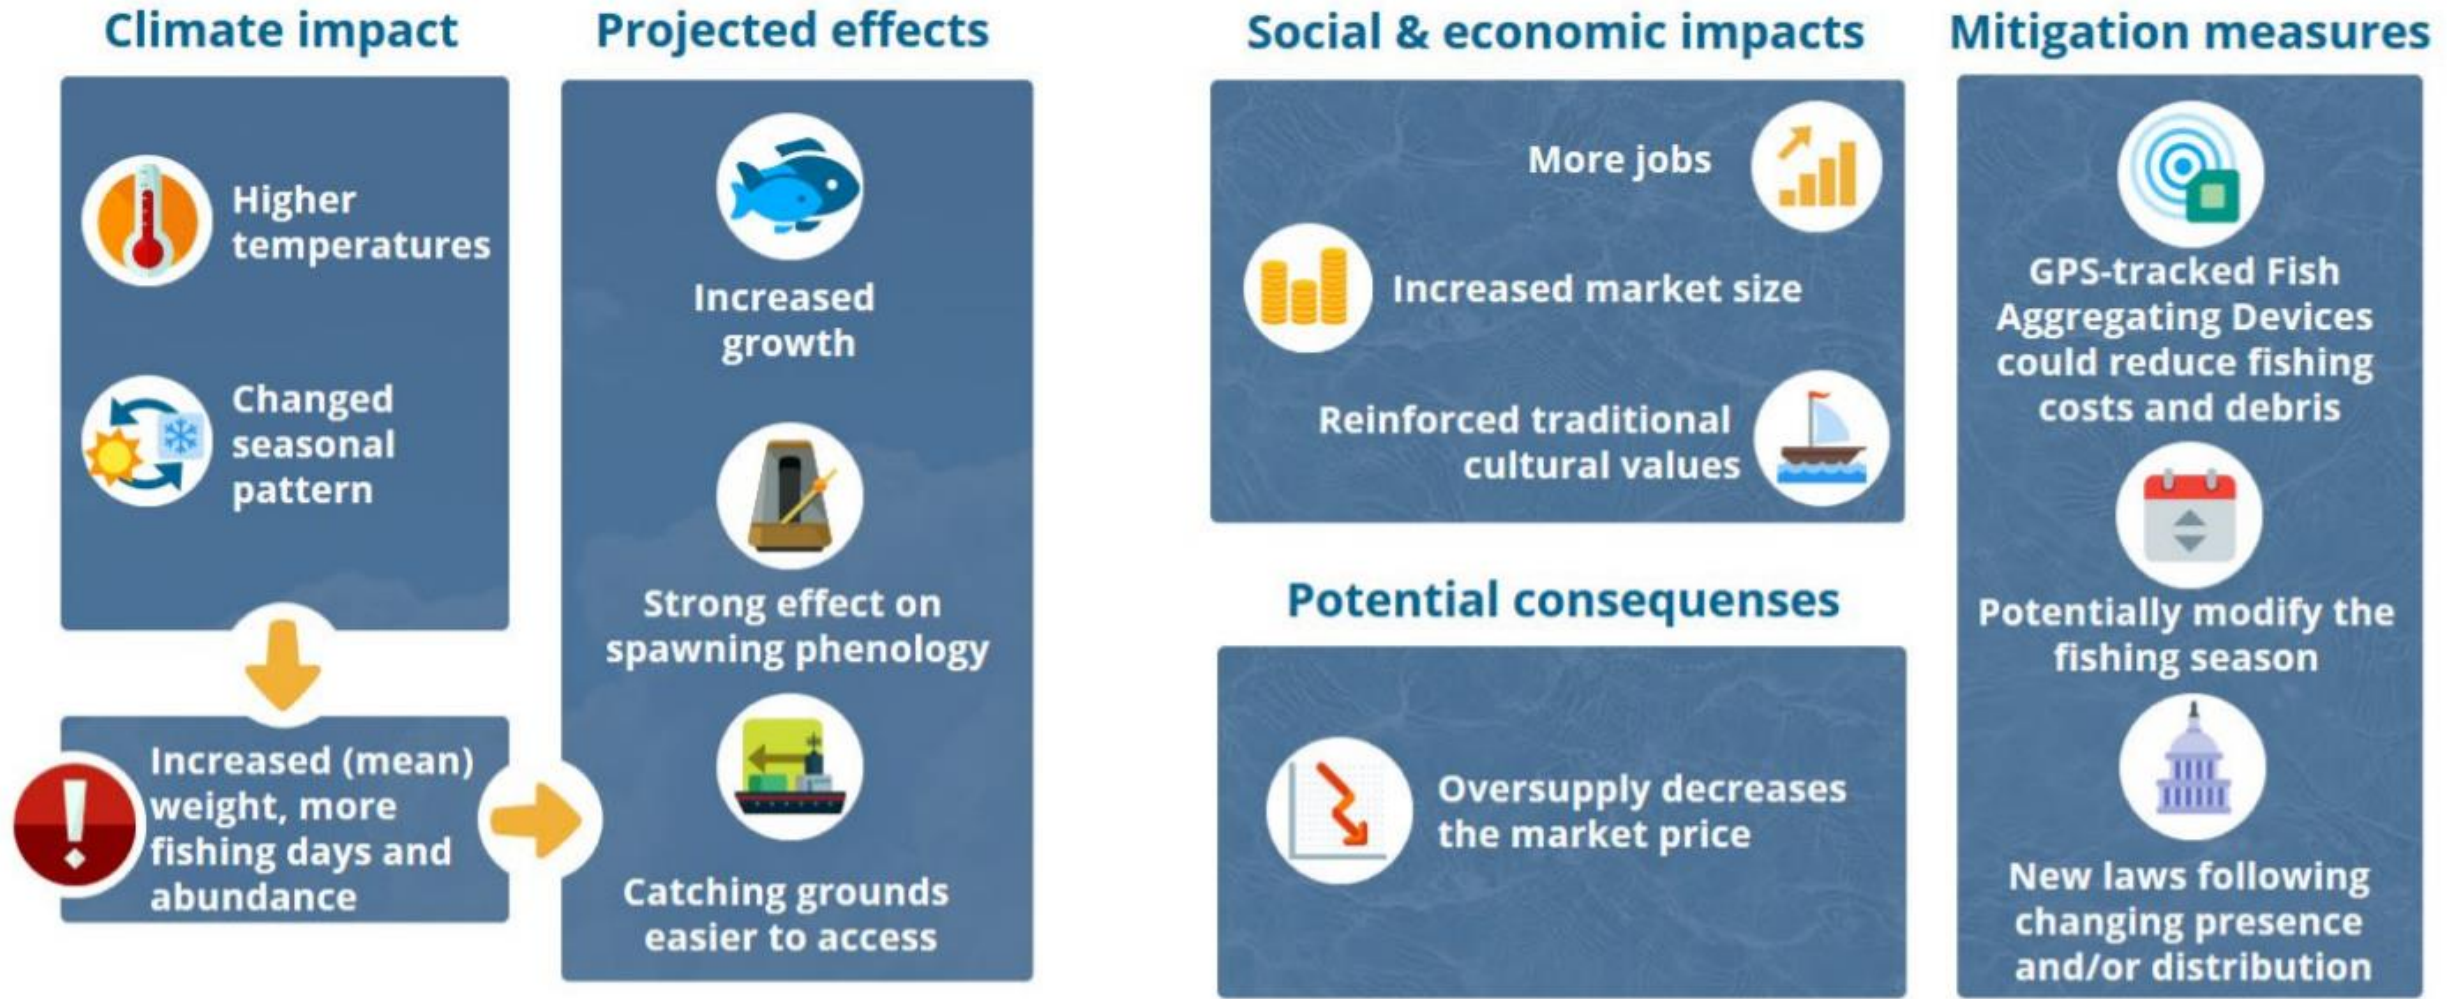 Climate impact
Higher
temperatures
Changed
seasonal
pattern
Increased (mean)
weight, more
fishing days and
abundance
Projected effects
Increased
growth
Strong effect on
spawning phenology
Catching grounds
easier to access
Social & economic impacts
More jobs
Increased market size
Reinforced traditional
cultural values
Potential consequenses
Oversupply decreases
the market price
Mitigation measures
GPS-tracked Fish
Aggregating Devices
could reduce fishing
costs and debris
Potentially modify the
fishing season
New laws following
changing presence
and/or distribution